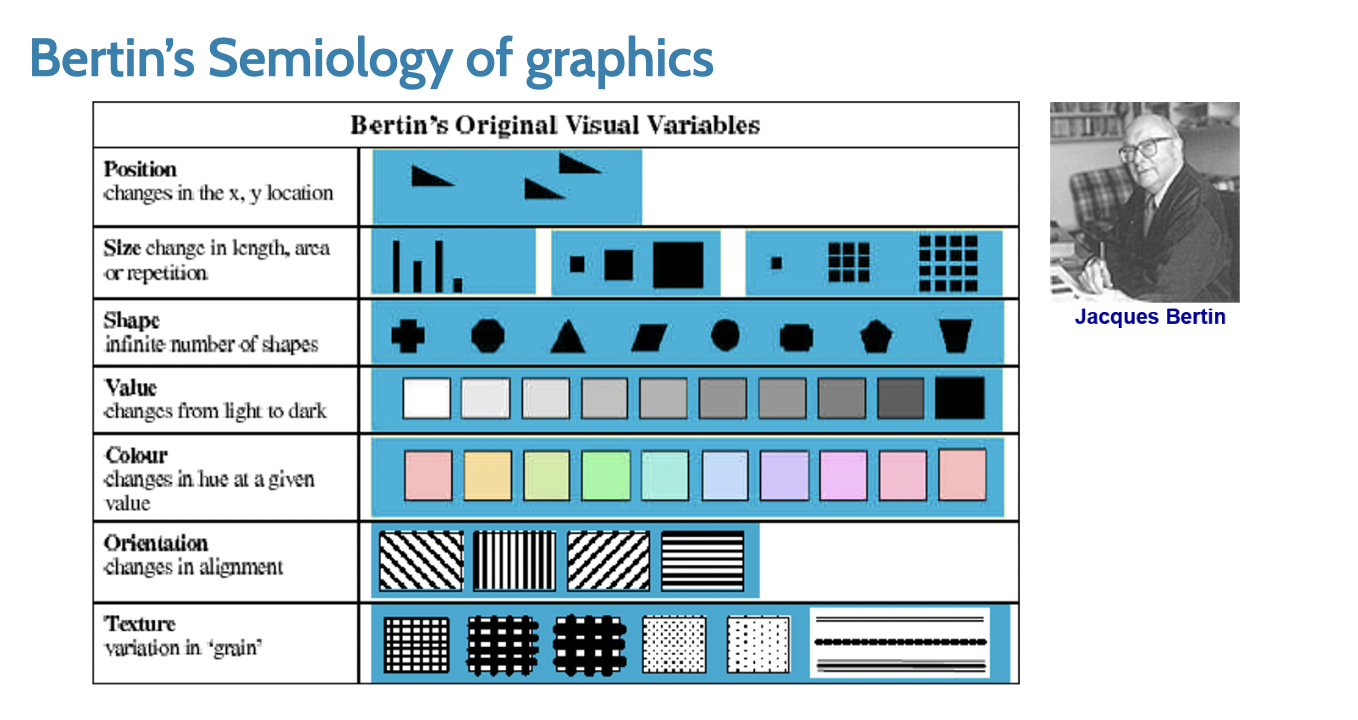 Bertin's Semiology of graphics
Bertin's Original Visual Variables
Position
changes in the x, y location
Size change in length, area
or repetition
Shape
infinite number of shapes
Value
changes from light to dark
Colour
changes in hue at a given
value
Orientation
changes in alignment
Texture
variation in 'grain'
Jacques Bertin